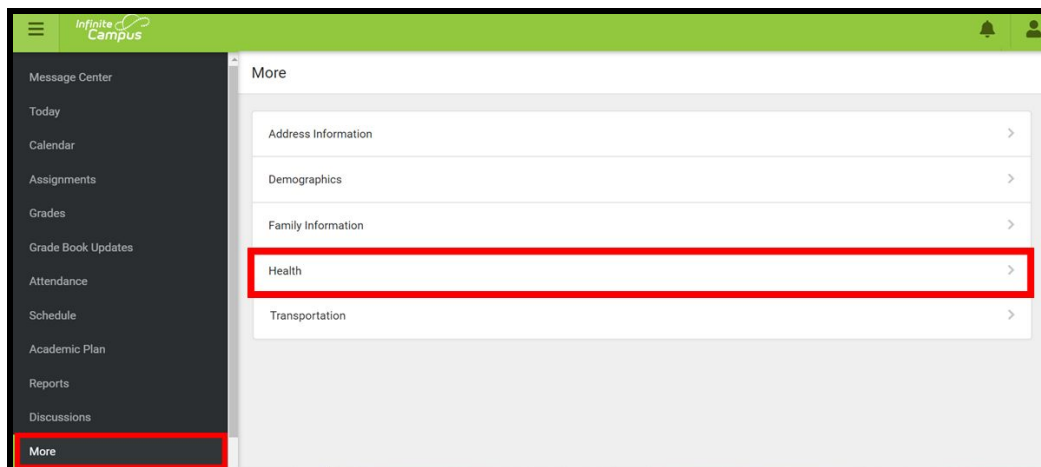 Infinite
Campus
Message Center
Today
Calendar
Assignments
Grades
Grade Book Updates
Attendance
Schedule
Academic Plan
Reports
Discussions
More
More
Address Information
Demographics
Family Information
Health
Transportation